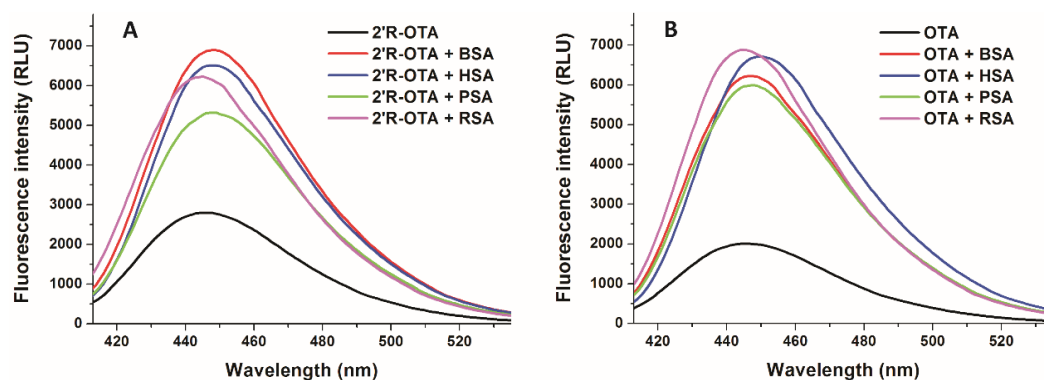 A
2'R-OTA
2'R-OTA + BSA
2'R-OTA + HSA
2'R-OTA + PSA
2'R-OTA + RSA
Fluorescence intensity (RLU)
7000
6000
5000
4000
3000
2000
1000
0
420 440 460 480 500 520
Wavelength (nm)
B
OTA
OTA + BSA
OTA + HSA
OTA + PSA
OTA + RSA
Fluorescence intensity (RLU)
7000
6000
5000
4000
3000
2000
1000
0
420 440 460 480 500 520
Wavelength (nm)